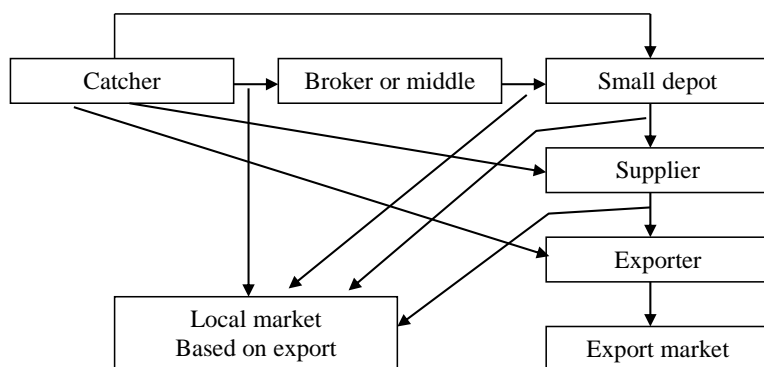 Catcher
Broker or middle
Small depot
Supplier
Exporter
Local market
Based on export
Export market